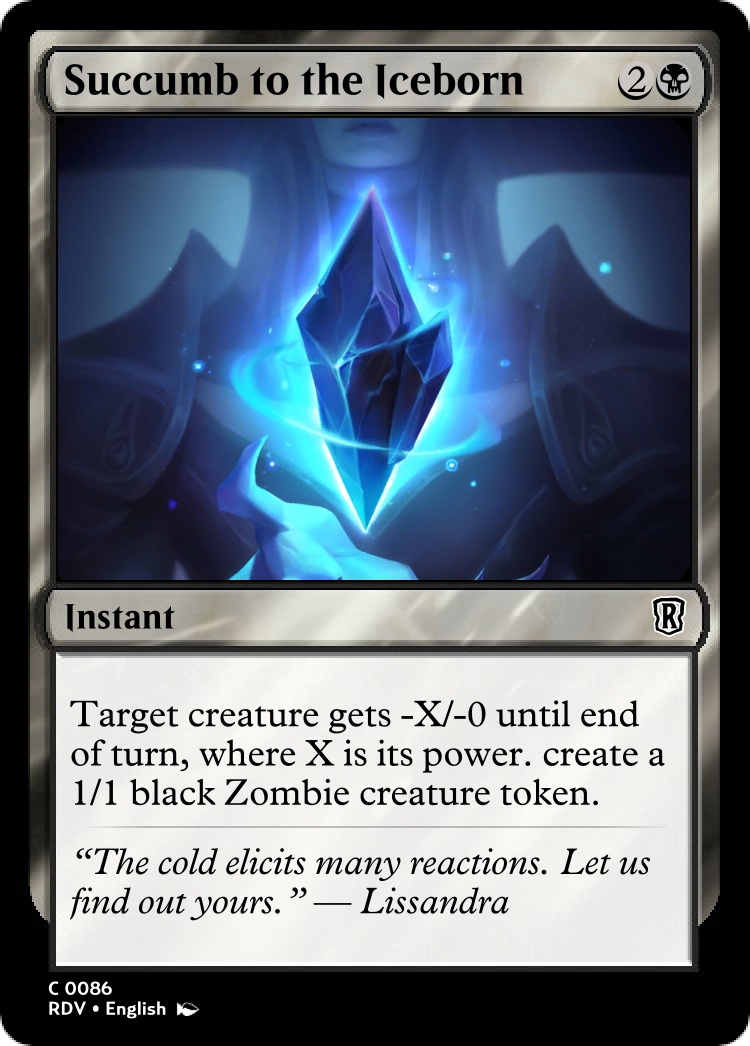 Succumb to the Iceborn 2
Instant R
Target creature gets -X/-0 until end
of turn, where X is its power. create a
1/1 black Zombie creature token.
“The cold elicits many reactions. Let us
find out yours.” — Lissandra
C 0086
RDV • English